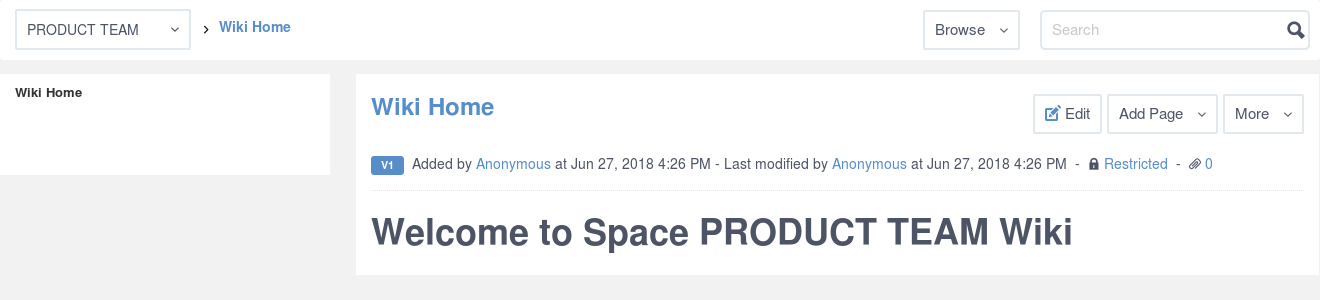 PRODUCT TEAM › Wiki Home Browse Search
Wiki Home
Wiki Home Edit Add Page More
V1 Added by Anonymous at Jun 27, 2018 4:26 PM - Last modified by Anonymous at Jun 27, 2018 4:26 PM - Restricted - 0
Welcome to Space PRODUCT TEAM Wiki